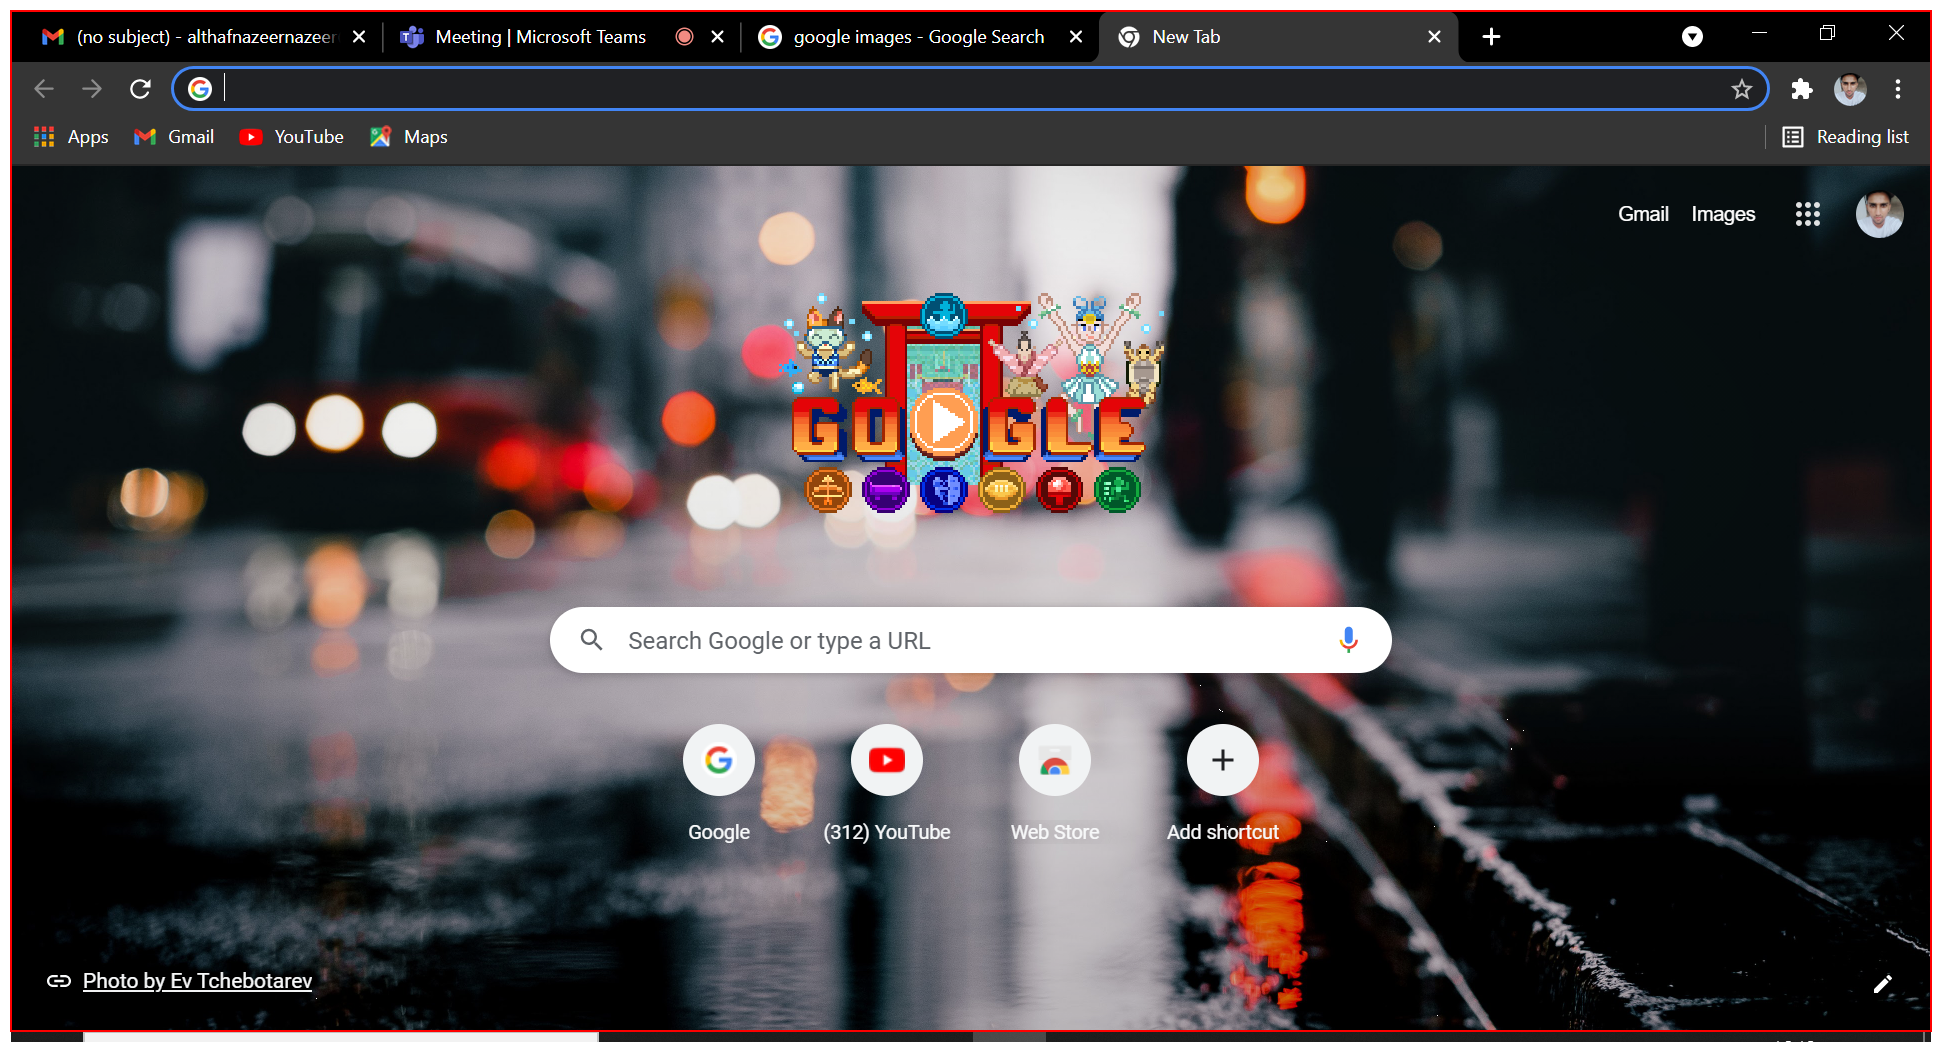 (no subject) - althafnazeernazeer
Meeting | Microsoft Teams
google images - Google Search
New Tab
Apps
Gmail
YouTube
Maps
Reading list
Gmail
Images
GOOGLE
Search Google or type a URL
Google
(312) YouTube
Web Store
Add shortcut
Photo by Ev Tchebotarev